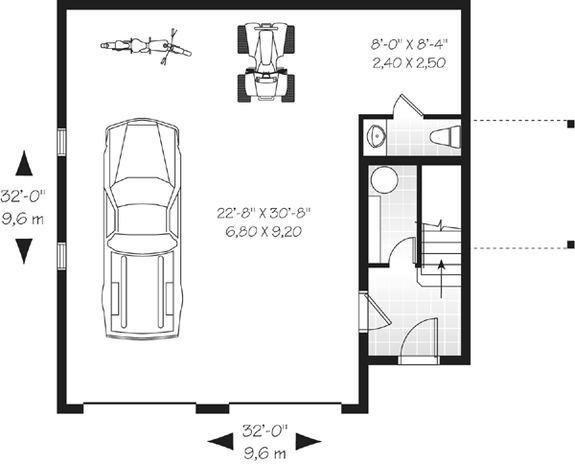 8'-0" X 8'-4"
2,40 X 2,50
32'-0"
9,6 m
22'-8" X 30'-8"
6,80 X 9,20
32'-0"
9,6 m